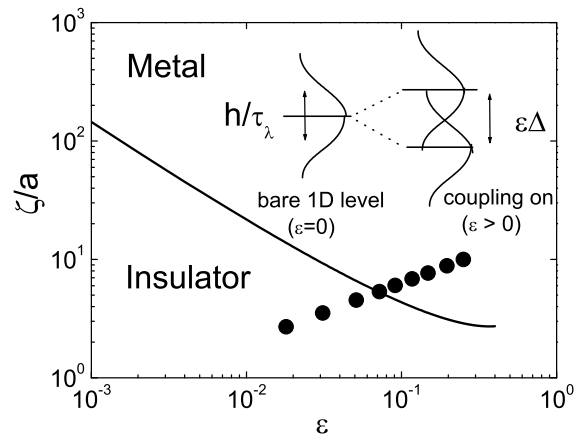 10³
Metal
h/τλ
εΔ
10²
ζ/a
bare 1D level
(ε=0)
coupling on
(ε > 0)
10¹
Insulator
10⁰
10⁻³
10⁻²
10⁻¹
10⁰
ε